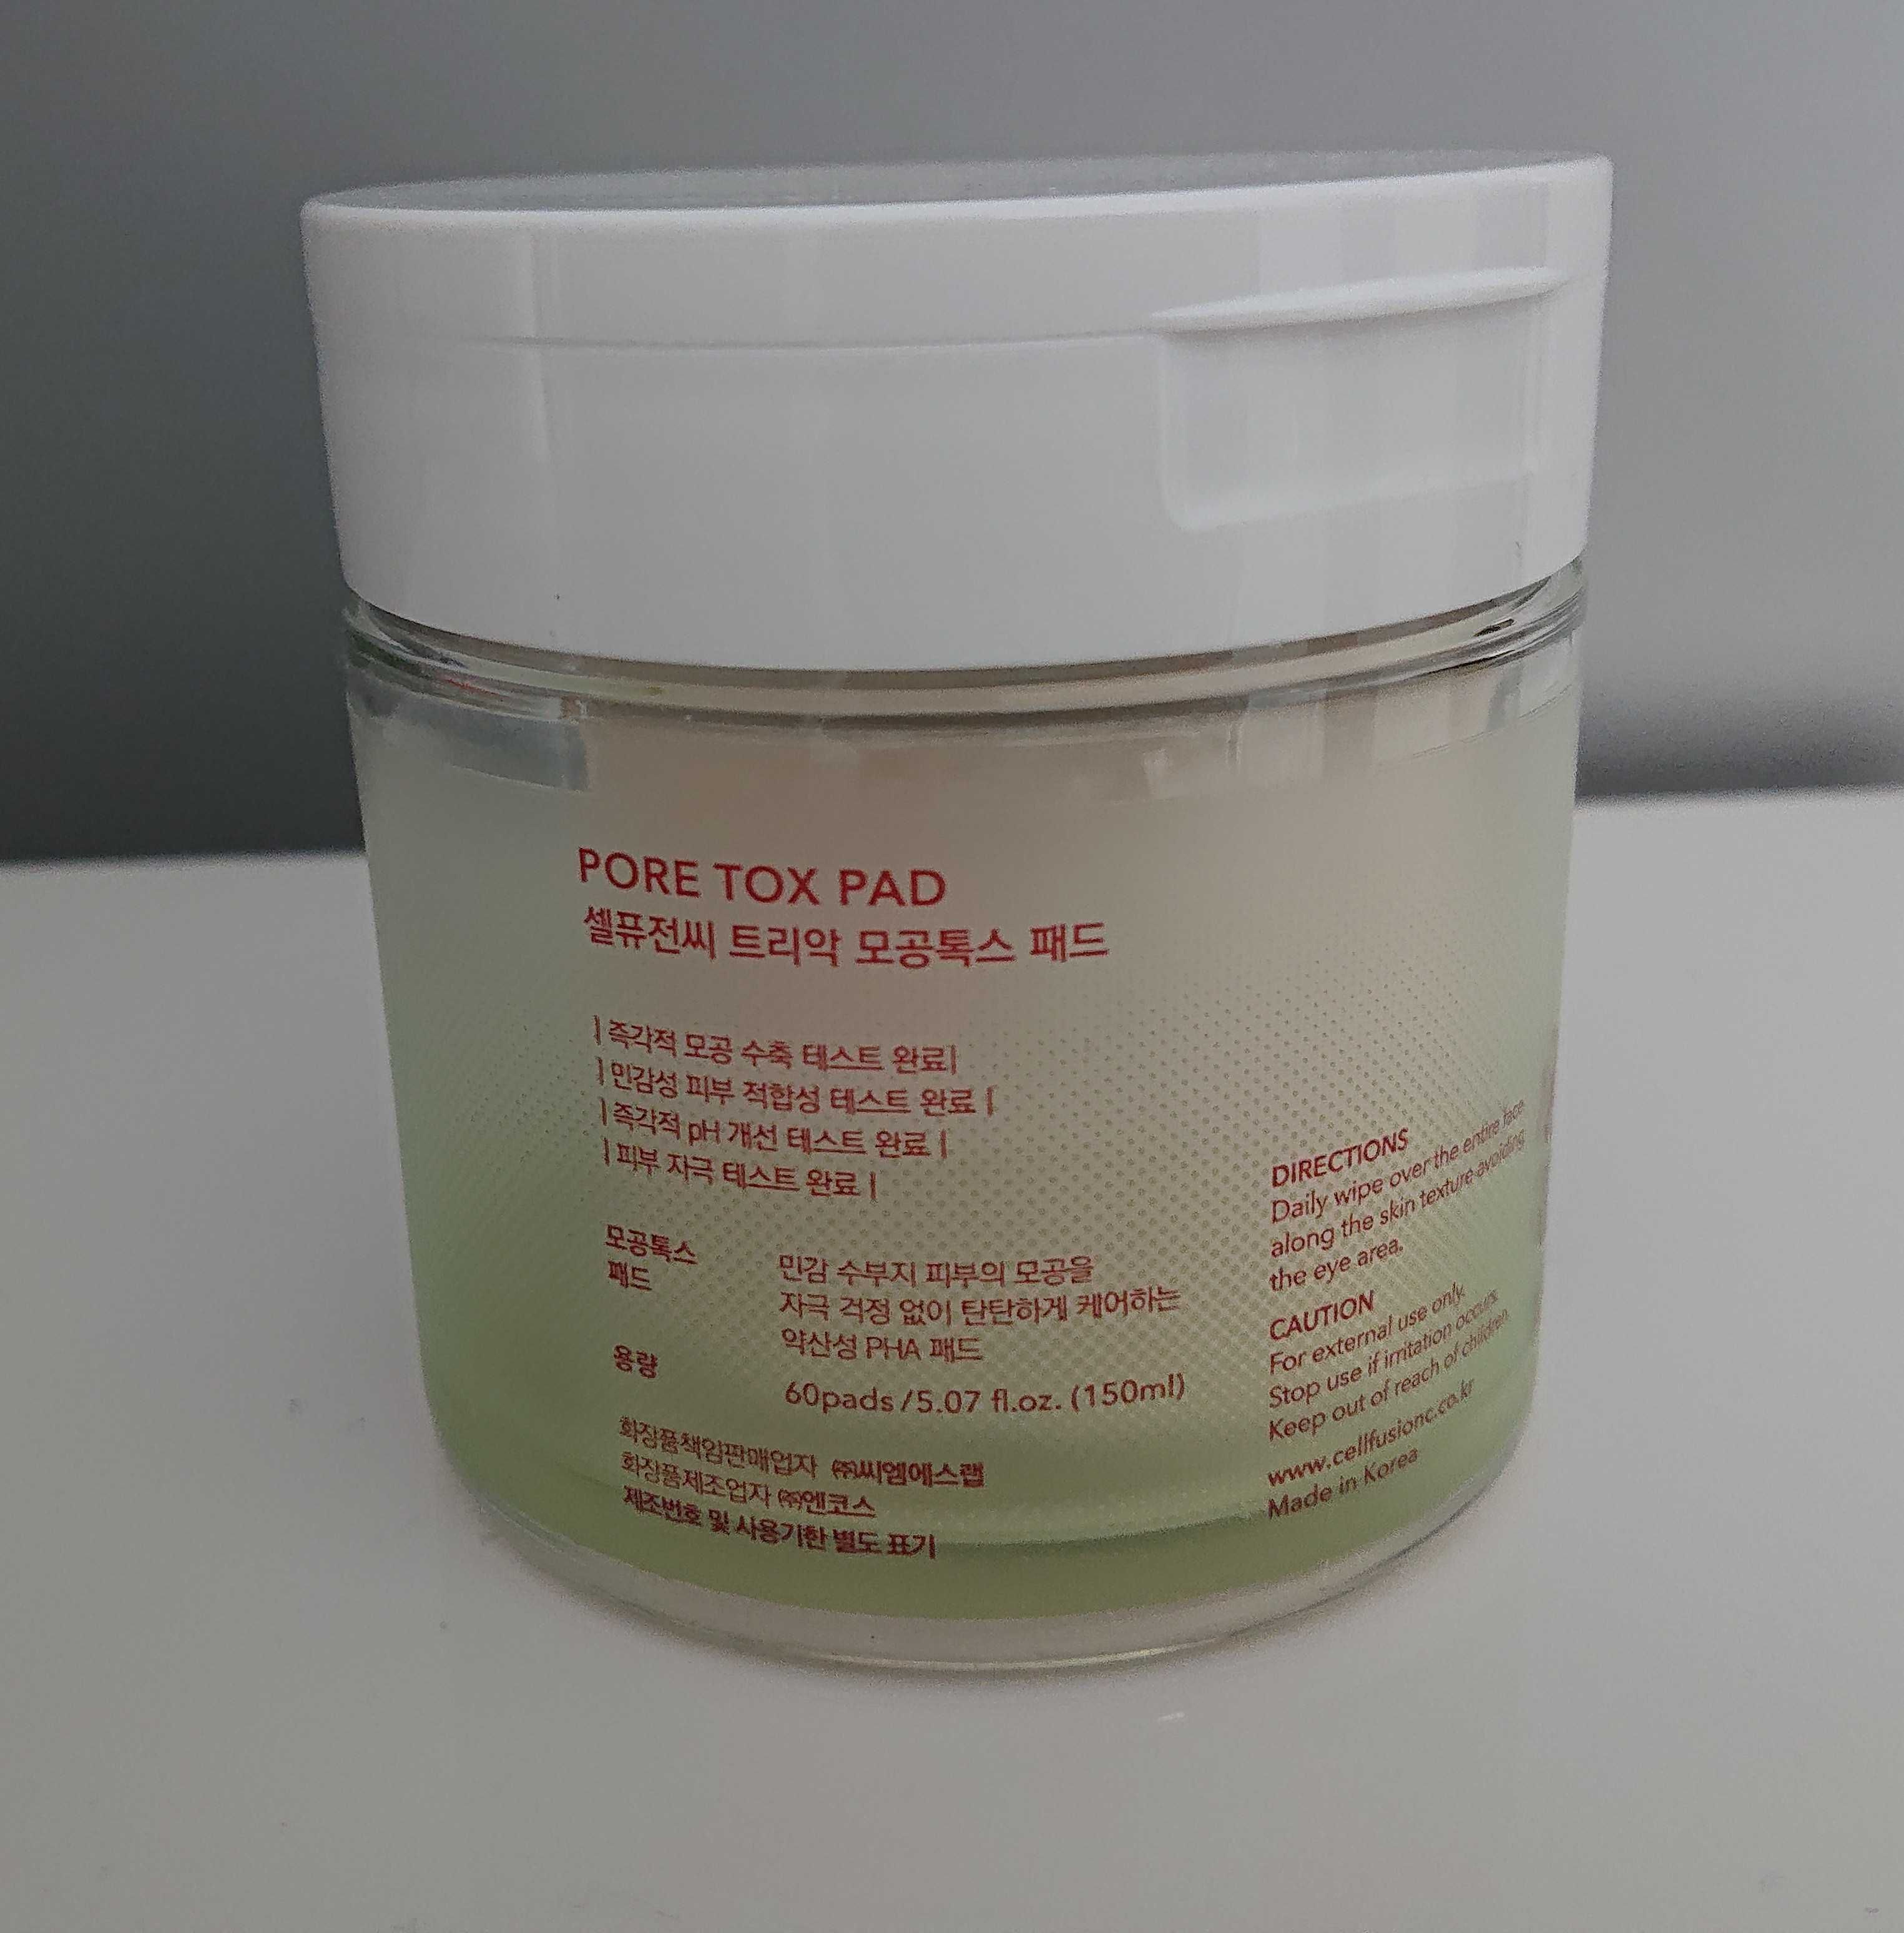 PORE TOX PAD
셀퓨전씨 트리악 모공톡스 패드
| 즉각적 모공 수축 테스트 완료|
| 민감성 피부 적합성 테스트 완료 |
| 즉각적 pH 개선 테스트 완료 |
| 피부 자극 테스트 완료 |
모공톡스
패드
민감 수부지 피부의 모공을
자극 걱정 없이 탄탄하게 케어하는
약산성 PHA 패드
용량
60pads/5.07 fl.oz. (150ml)
화장품책임판매업자 ㈜씨엠에스랩
화장품제조업자 ㈜엔코스
제조번호 및 사용기한 별도 표기
DIRECTIONS
Daily wipe over the entire face
along the skin texture avoiding
the eye area.
CAUTION
For external use only.
Stop use if irritation occurs.
Keep out of reach of children.
www.cellfusionc.co.kr
Made in Korea